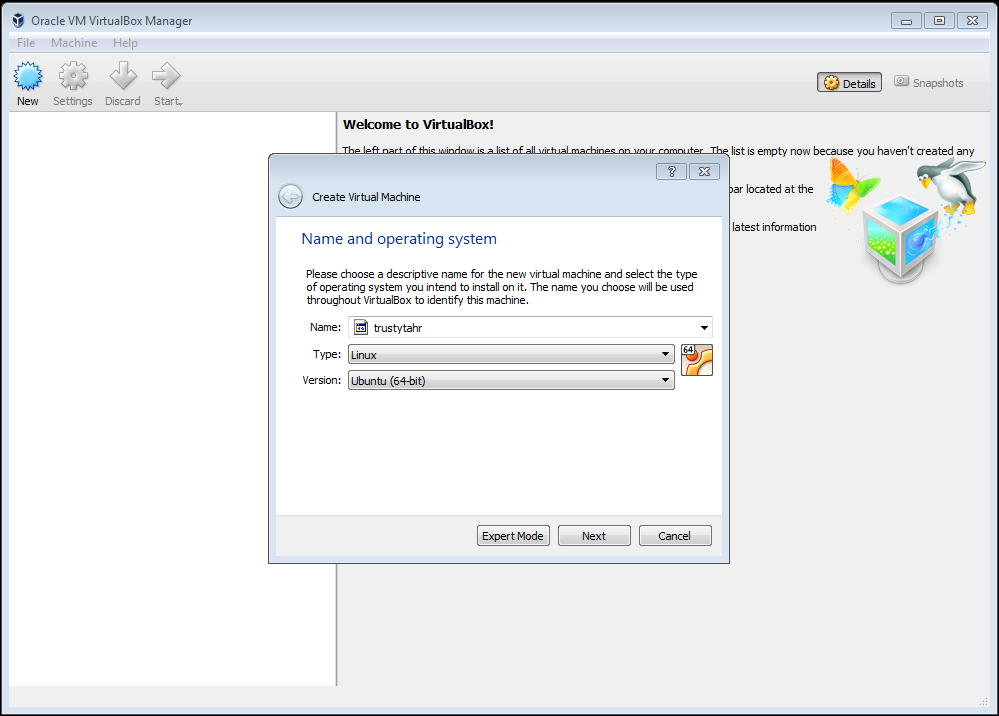 Oracle VM VirtualBox Manager
File Machine Help
New Settings Discard Start
Details Snapshots
Welcome to VirtualBox!
The left part of this window is a list of all virtual machines on your computer. The list is empty now because you haven't created any
bar located at the
latest information
? 
Create Virtual Machine
Name and operating system
Please choose a descriptive name for the new virtual machine and select the type
of operating system you intend to install on it. The name you choose will be used
throughout VirtualBox to identify this machine.
Name: trustytahr
Type: Linux
64
Version: Ubuntu (64-bit)
Expert Mode Next Cancel